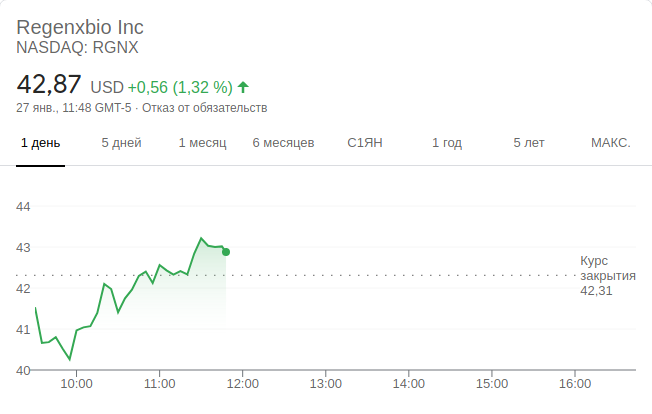 Regenxbio Inc
NASDAQ: RGNX
42,87 USD +0,56 (1,32 %)
27 янв., 11:48 GMT-5 · Отказ от обязательств
1 день 5 дней 1 месяц 6 месяцев С1ЯН 1 год 5 лет МАКС.
44
43
Курс
закрытия
42,31
42
41
40
10:00 11:00 12:00 13:00 14:00 15:00 16:00